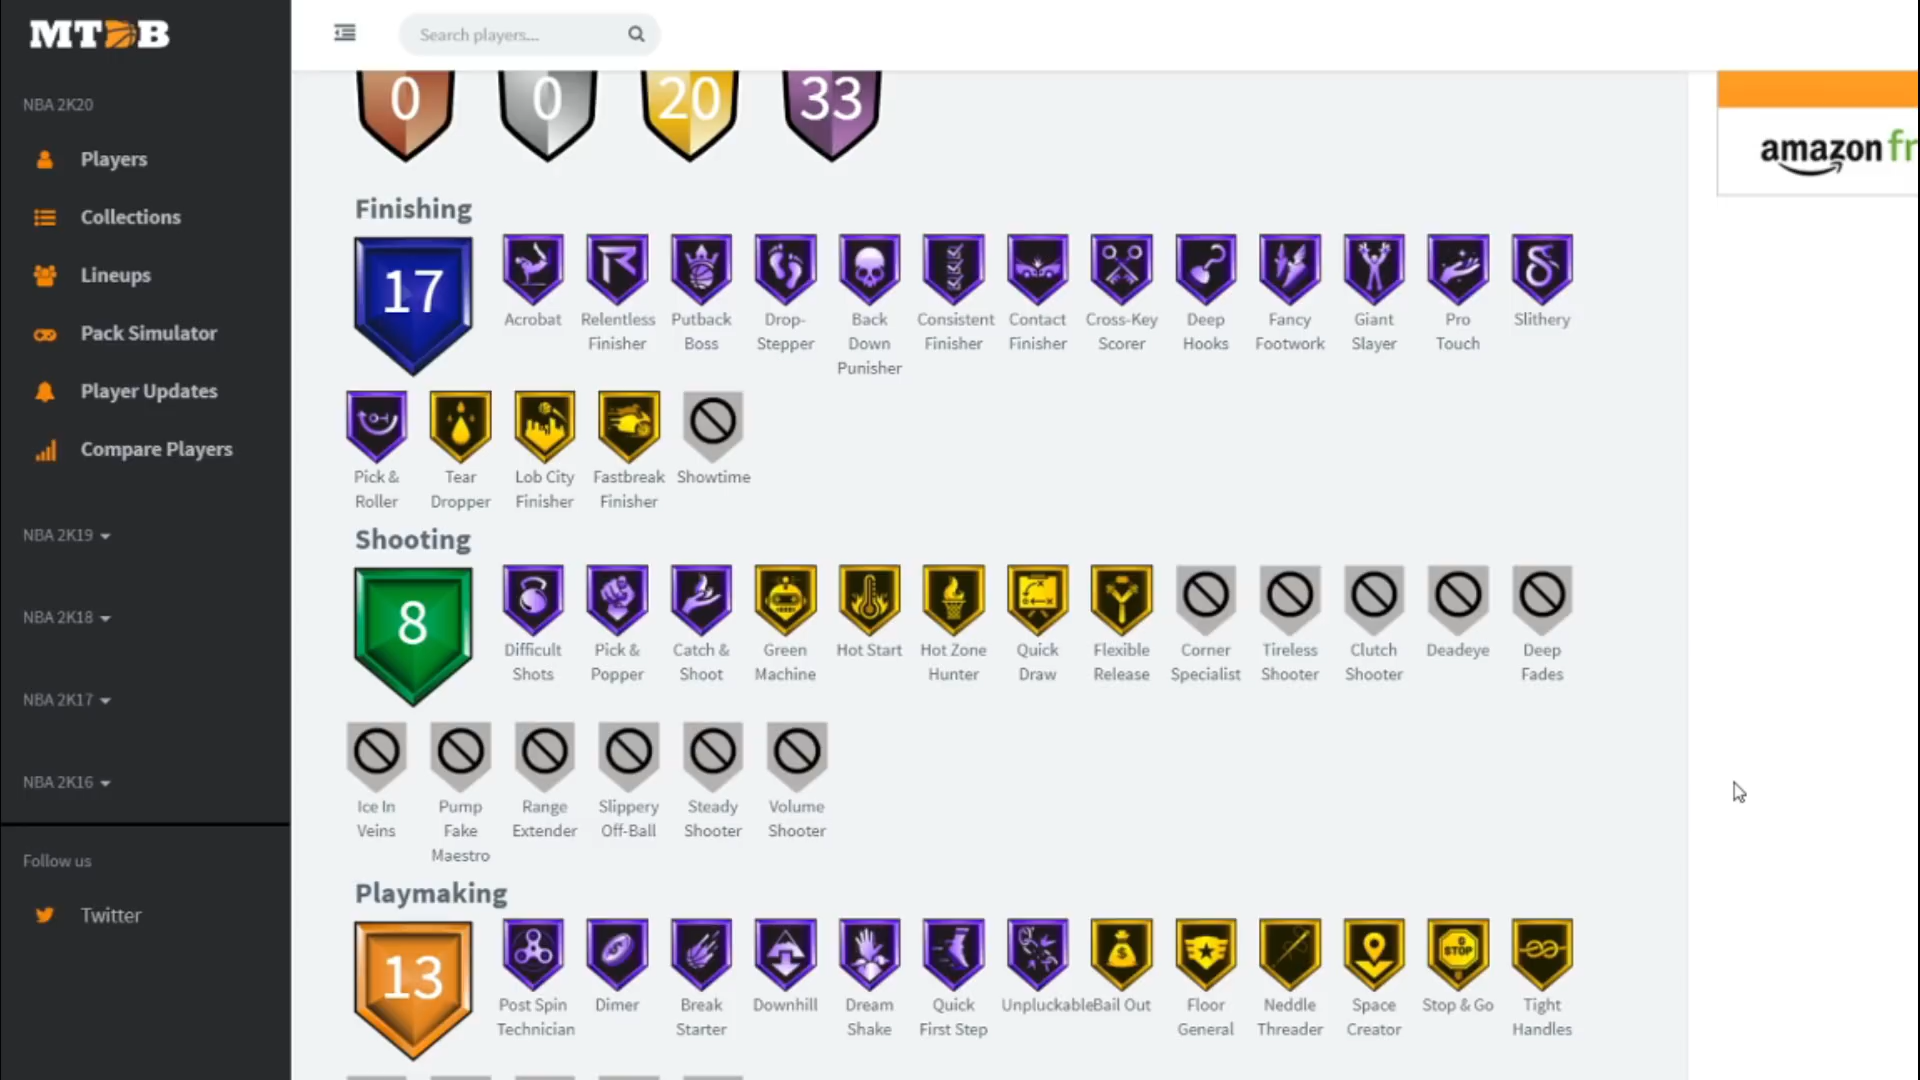 MTDB
Search players...
NBA 2K20
Players
Collections
Lineups
Pack Simulator
Player Updates
Compare Players
NBA 2K19
NBA 2K18
NBA 2K17
NBA 2K16
Follow us
Twitter
0 0 20 33
amazon fr
Finishing
17
Acrobat Relentless Putback Drop- Back Consistent Contact Cross-Key Deep Fancy Giant Pro Slithery
Finisher Boss Stepper Down Finisher Finisher Scorer Hooks Footwork Slayer Touch
Punisher
Pick & Tear Lob City Fastbreak Showtime
Roller Dropper Finisher Finisher
Shooting
8
Difficult Pick & Catch & Green Hot Start Hot Zone Quick Flexible Corner Tireless Clutch Deadeye Deep
Shots Popper Shoot Machine Hunter Draw Release Specialist Shooter Shooter Fades
Ice In Pump Range Slippery Steady Volume
Veins Fake Extender Off-Ball Shooter Shooter
Maestro
Playmaking
13
STOP
Post Spin Dimer Break Downhill Dream Quick Unpluckable Bail Out Floor Neddle Space Stop & Go Tight
Technician Starter Shake First Step General Threader Creator Handles